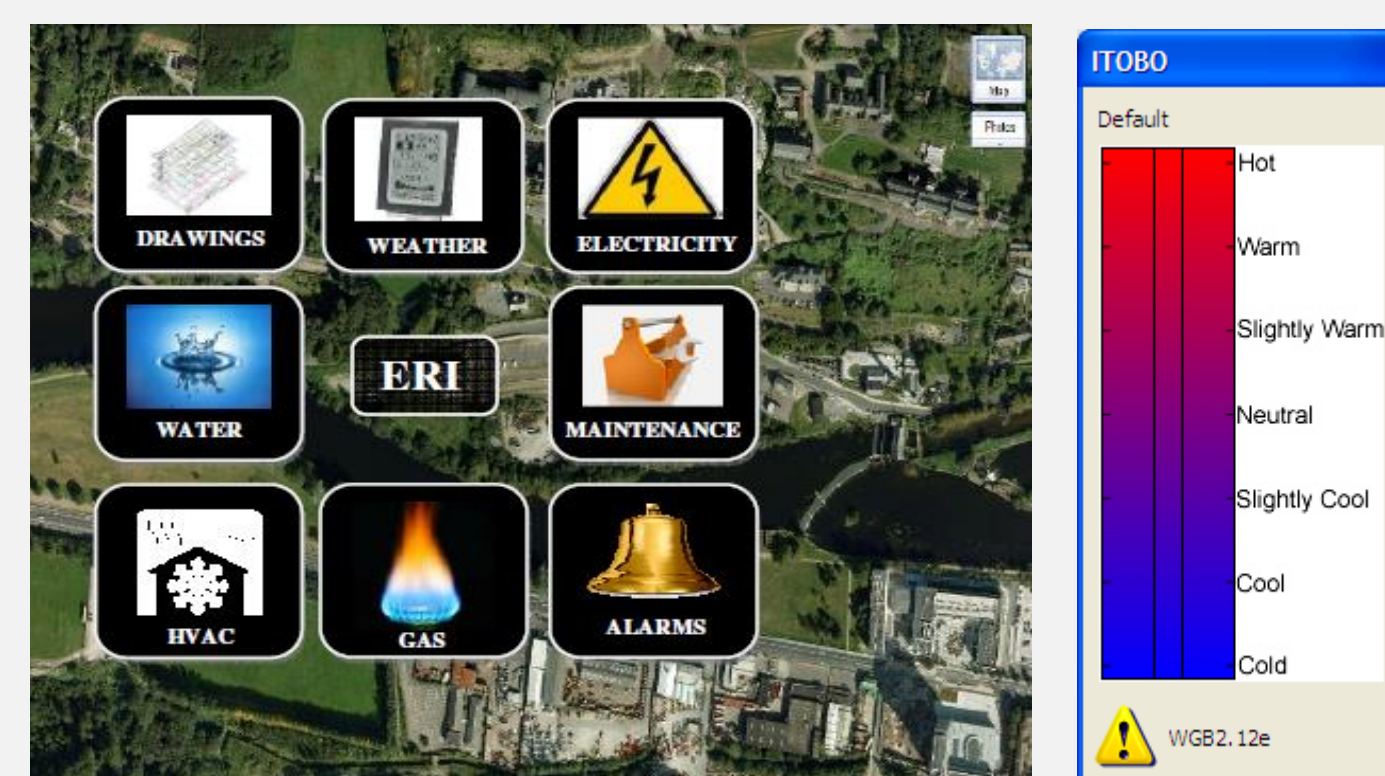 Map
Photos
DRAWINGS
WEATHER
ELECTRICITY
WATER
ERI
MAINTENANCE
HVAC
GAS
ALARMS
ITOBO
Default
Hot
Warm
Slightly Warm
Neutral
Slightly Cool
Cool
Cold
WGB2.12e